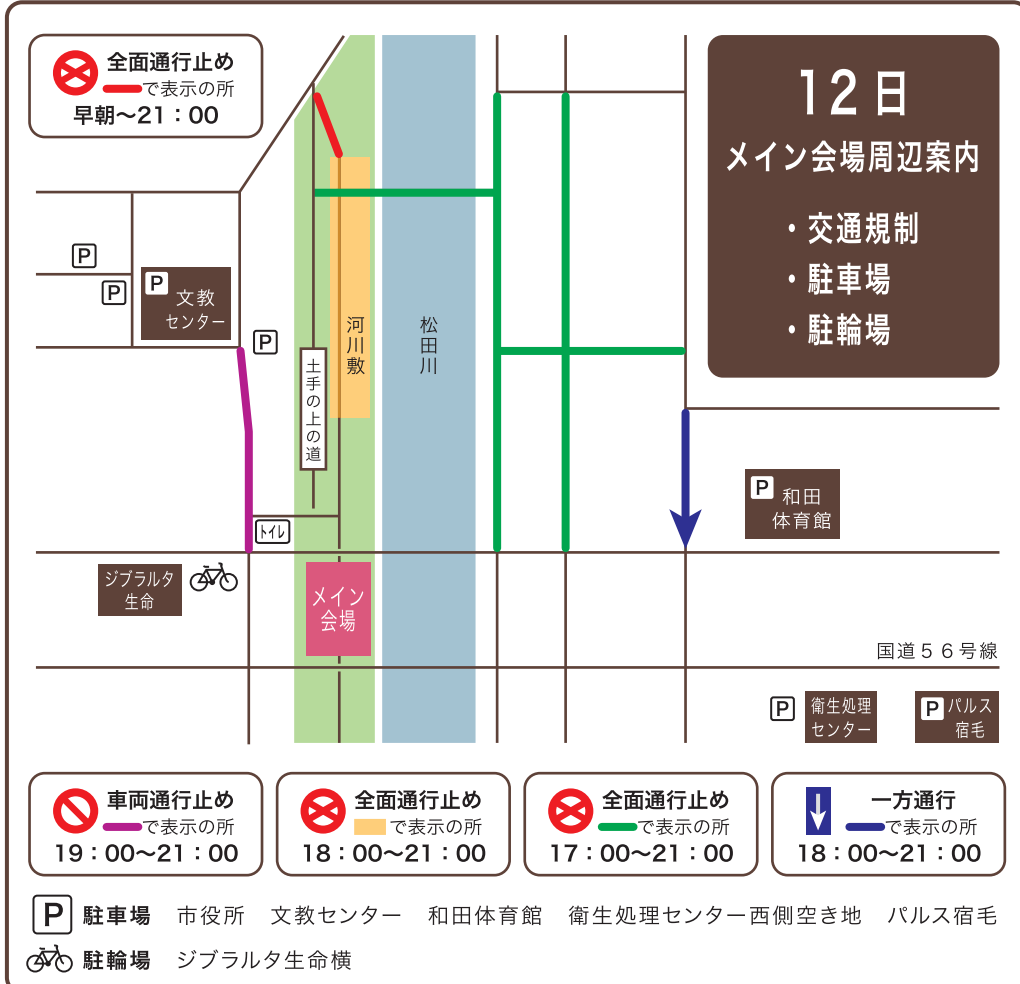 全面通行止め
で表示の所
早朝～21：00
12日
メイン会場周辺案内
・交通規制
・駐車場
・駐輪場
P
P
P
文教
センター
P
河川敷
松田川
土手の上の道
トイレ
P
和田
体育館
ジブラルタ
生命
メイン
会場
国道５６号線
P
衛生処理
センター
P
パルス
宿毛
車両通行止め
で表示の所
19：00～21：00
全面通行止め
で表示の所
18：00～21：00
全面通行止め
で表示の所
17：00～21：00
一方通行
で表示の所
18：00～21：00
P 駐車場 市役所 文教センター 和田体育館 衛生処理センター西側空き地 パルス宿毛
駐輪場 ジブラルタ生命横